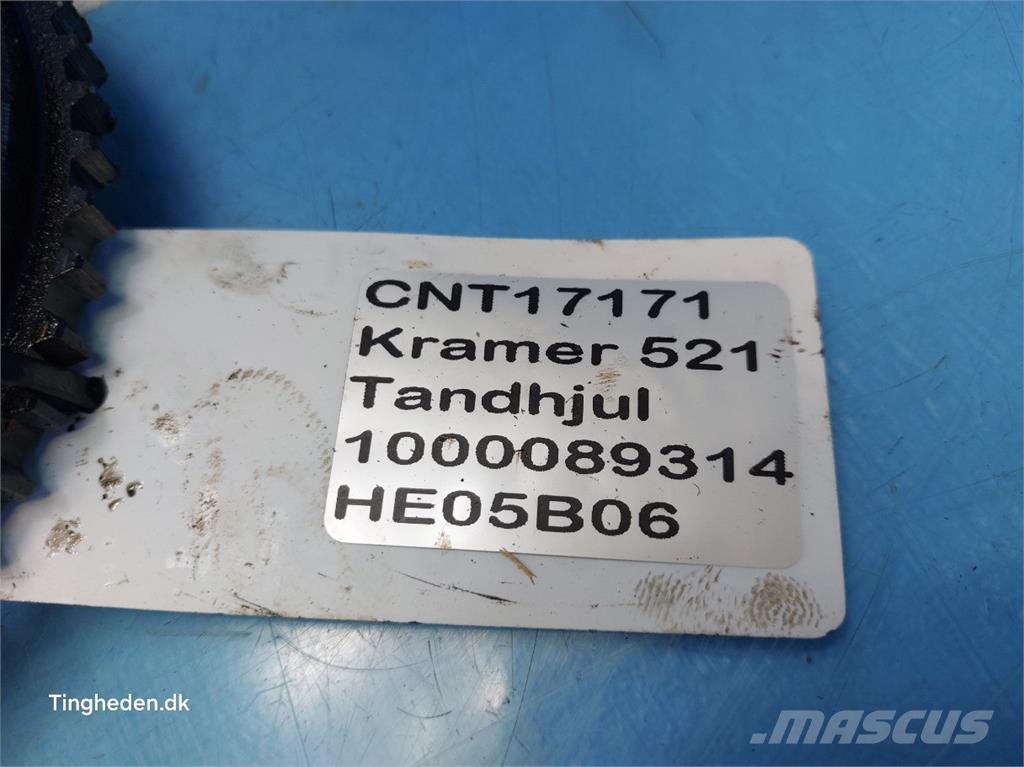 CNT17171
Kramer 521
Tandhjul
1000089314
HE05B06
Tingheden.dk
MASCUS